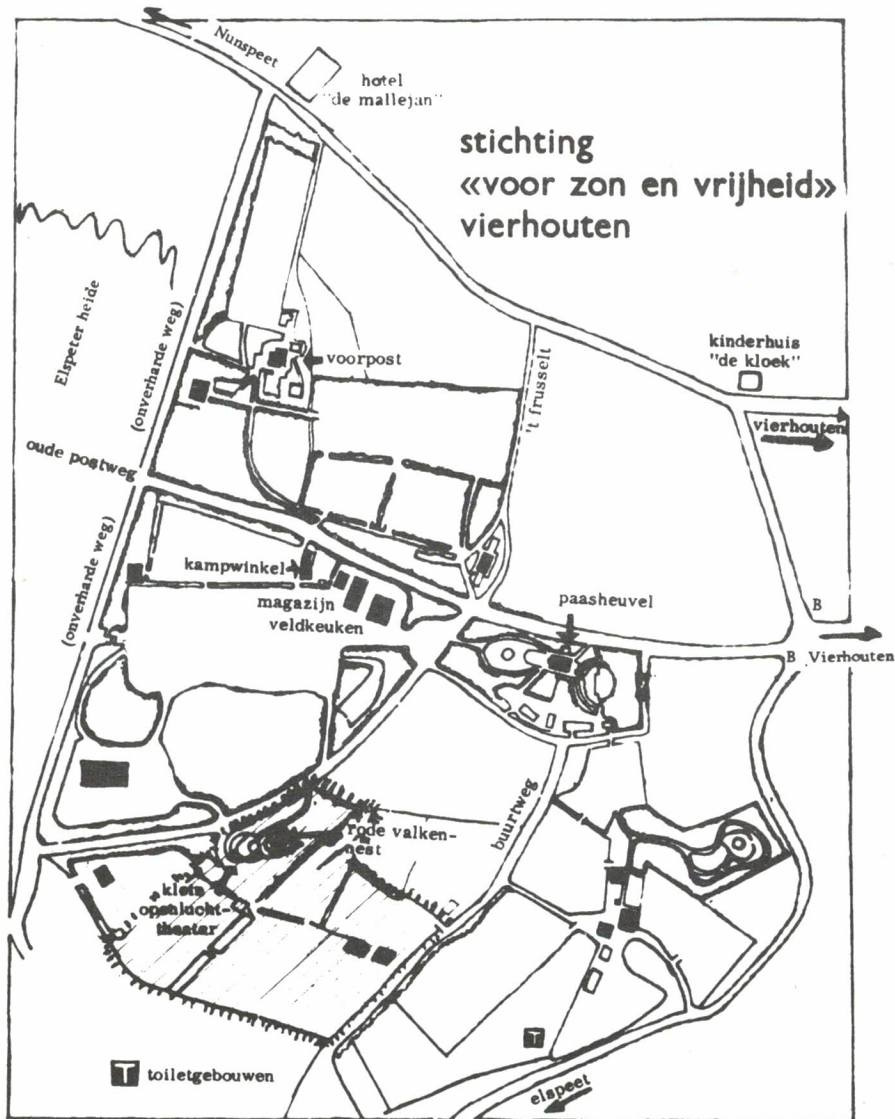 Nunspeet
hotel
"de mallejan"
stichting
«voor zon en vrijheid»
vierhouten
Elspeter heide
(onverharde weg)
voorpost
't frusselt
kinderhuis
"de kloek"
vierhouten
oude postweg
(onverharde weg)
kampwinkel
magazijn
veldkeuken
paasheuvel
B
B Vierhouten
buurtweg
rode valken-
nest
klein
openlucht-
theater
T
T toiletgebouwen
elspeet